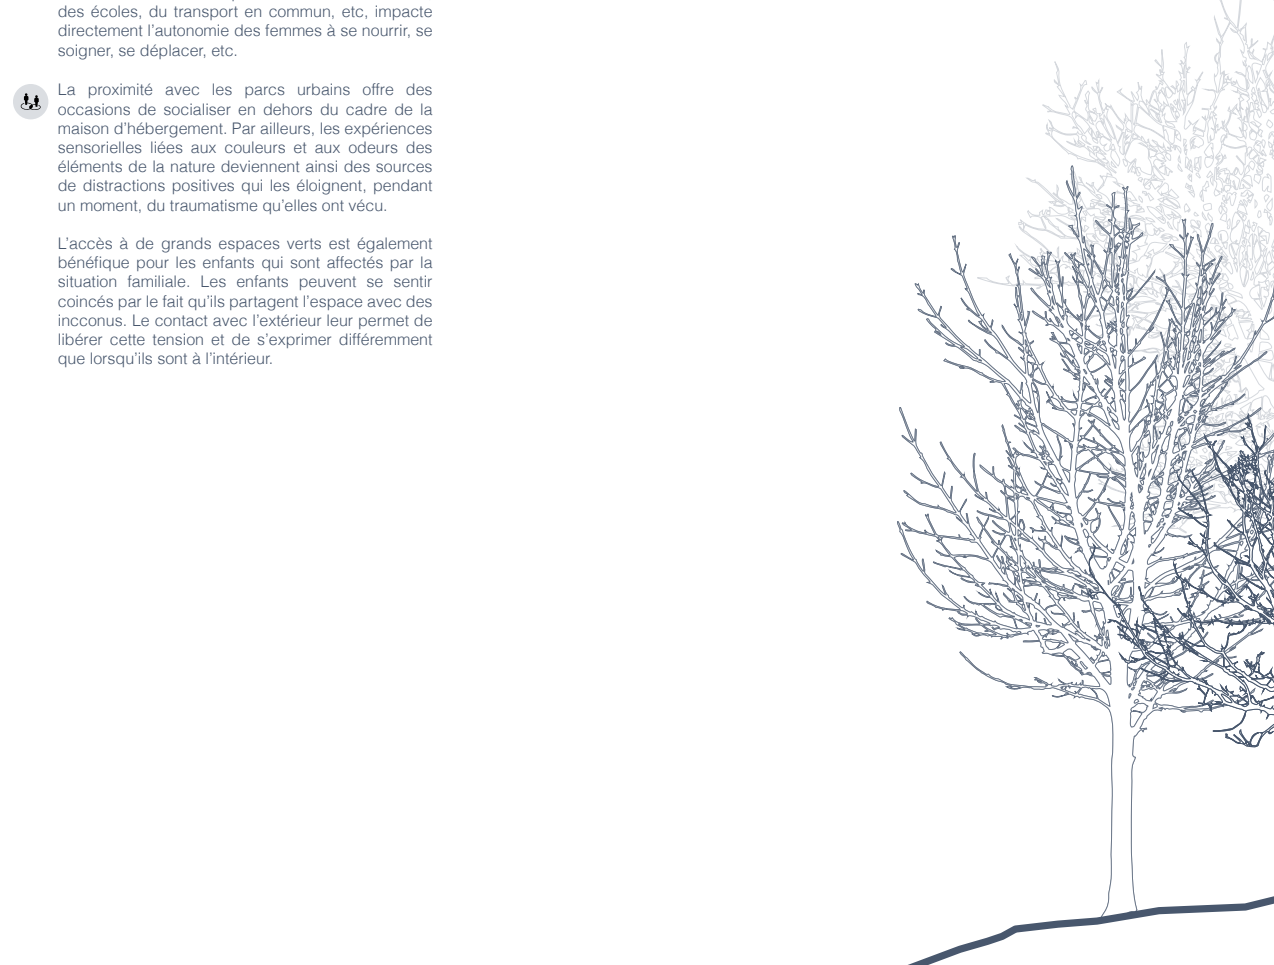 des écoles, du transport en commun, etc, impacte
directement l’autonomie des femmes à se nourrir, se
soigner, se déplacer, etc.
La proximité avec les parcs urbains offre des
occasions de socialiser en dehors du cadre de la
maison d’hébergement. Par ailleurs, les expériences
sensorielles liées aux couleurs et aux odeurs des
éléments de la nature deviennent ainsi des sources
de distractions positives qui les éloignent, pendant
un moment, du traumatisme qu’elles ont vécu.
L’accès à de grands espaces verts est également
bénéfique pour les enfants qui sont affectés par la
situation familiale. Les enfants peuvent se sentir
coincés par le fait qu’ils partagent l’espace avec des
incconus. Le contact avec l’extérieur leur permet de
libérer cette tension et de s’exprimer différemment
que lorsqu’ils sont à l’intérieur.